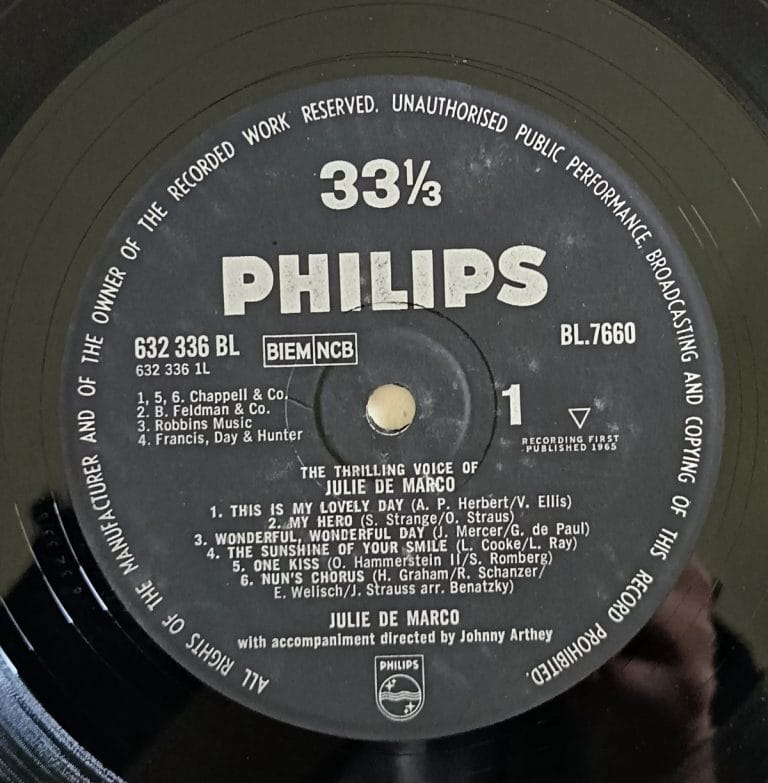 ALL RIGHTS OF THE MANUFACTURER AND OF THE OWNER OF THE RECORDED WORK RESERVED. UNAUTHORISED PUBLIC PERFORMANCE, BROADCASTING AND COPYING OF THIS RECORD PROHIBITED.
33⅓
PHILIPS
632 336 BL BIEM NCB BL.7660
632 336 1L
1, 5, 6. Chappell & Co.
2. B. Feldman & Co.
3. Robbins Music
4. Francis, Day & Hunter
1
RECORDING FIRST
PUBLISHED 1965
THE THRILLING VOICE OF
JULIE DE MARCO
1. THIS IS MY LOVELY DAY (A. P. Herbert/V. Ellis)
2. MY HERO (S. Strange/O. Straus)
3. WONDERFUL, WONDERFUL DAY (J. Mercer/G. de Paul)
4. THE SUNSHINE OF YOUR SMILE (L. Cooke/L. Ray)
5. ONE KISS (O. Hammerstein II/S. Romberg)
6. NUN'S CHORUS (H. Graham/R. Schanzer/
E. Welisch/J. Strauss arr. Benatzky)
JULIE DE MARCO
with accompaniment directed by Johnny Arthey
PHILIPS